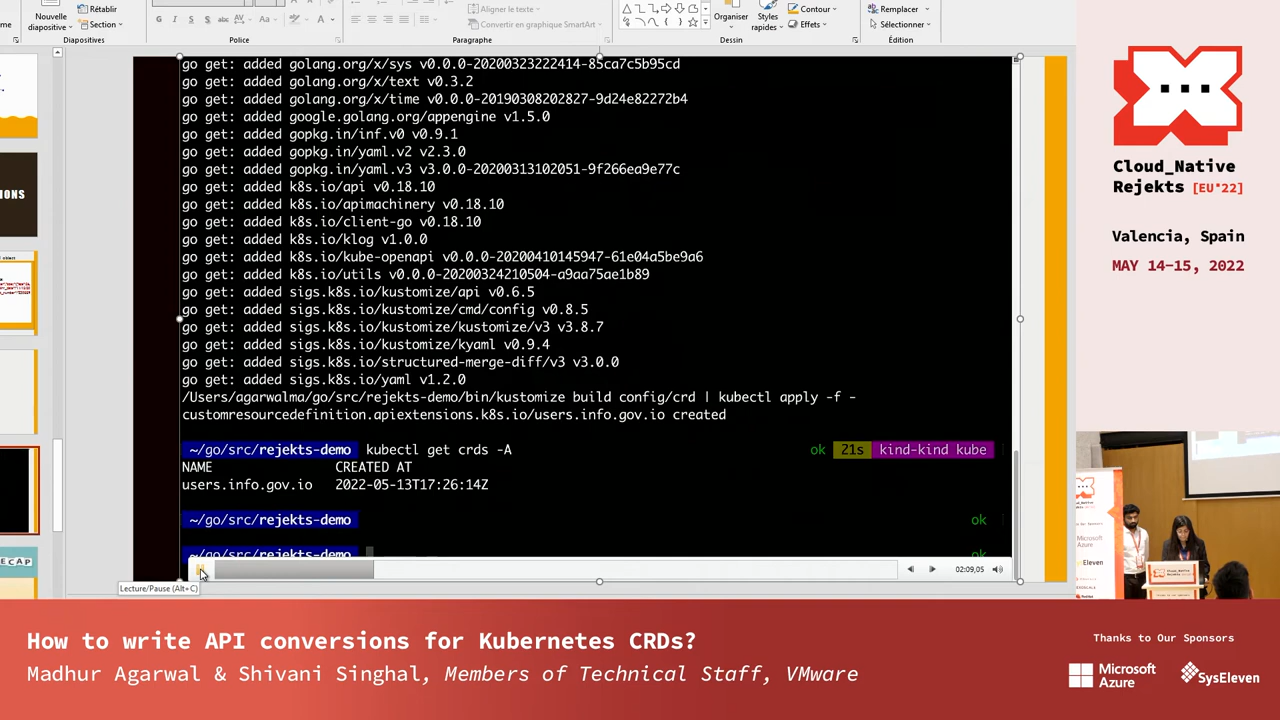 Nouvelle
diapositive
Rétablir
Section
Diapositives
G
I
S
S
Aa
A
Police
Aligner le texte
Convertir en graphique SmartArt
Paragraphe
Organiser
Styles
rapides
Contour
Effets
Dessin
Remplacer
Sélectionner
Édition
IONS
ECAP
go get: added golang.org/x/sys v0.0.0-20200323222414-85ca7c5b95cd
go get: added golang.org/x/text v0.3.2
go get: added golang.org/x/time v0.0.0-20190308202827-9d24e82272b4
go get: added google.golang.org/appengine v1.5.0
go get: added gopkg.in/inf.v0 v0.9.1
go get: added gopkg.in/yaml.v2 v2.3.0
go get: added gopkg.in/yaml.v3 v3.0.0-20200313102051-9f266ea9e77c
go get: added k8s.io/api v0.18.10
go get: added k8s.io/apimachinery v0.18.10
go get: added k8s.io/client-go v0.18.10
go get: added k8s.io/klog v1.0.0
go get: added k8s.io/kube-openapi v0.0.0-20200410145947-61e04a5be9a6
go get: added k8s.io/utils v0.0.0-20200324210504-a9aa75ae1b89
go get: added sigs.k8s.io/kustomize/api v0.6.5
go get: added sigs.k8s.io/kustomize/cmd/config v0.8.5
go get: added sigs.k8s.io/kustomize/kustomize/v3 v3.8.7
go get: added sigs.k8s.io/kustomize/kyaml v0.9.4
go get: added sigs.k8s.io/structured-merge-diff/v3 v3.0.0
go get: added sigs.k8s.io/yaml v1.2.0
/Users/agarwalma/go/src/rejekts-demo/bin/kustomize build config/crd | kubectl apply -f -
customresourcedefinition.apiextensions.k8s.io/users.info.gov.io created
~/go/src/rejekts-demo kubectl get crds -A ok 21s kind-kind kube
NAME CREATED AT
users.info.gov.io 2022-05-13T17:26:14Z
~/go/src/rejekts-demo ok
~/go/src/rejekts-demo ok
02:09,05
Lecture/Pause (Alt+C)
Cloud_Native
Rejekts [EU'22]
Valencia, Spain
MAY 14-15, 2022
Microsoft
Azure
Cloud_Native
Rejekts
How to write API conversions for Kubernetes CRDs?
Madhur Agarwal & Shivani Singhal, Members of Technical Staff, VMware
Thanks to Our Sponsors
Microsoft
Azure
SysEleven